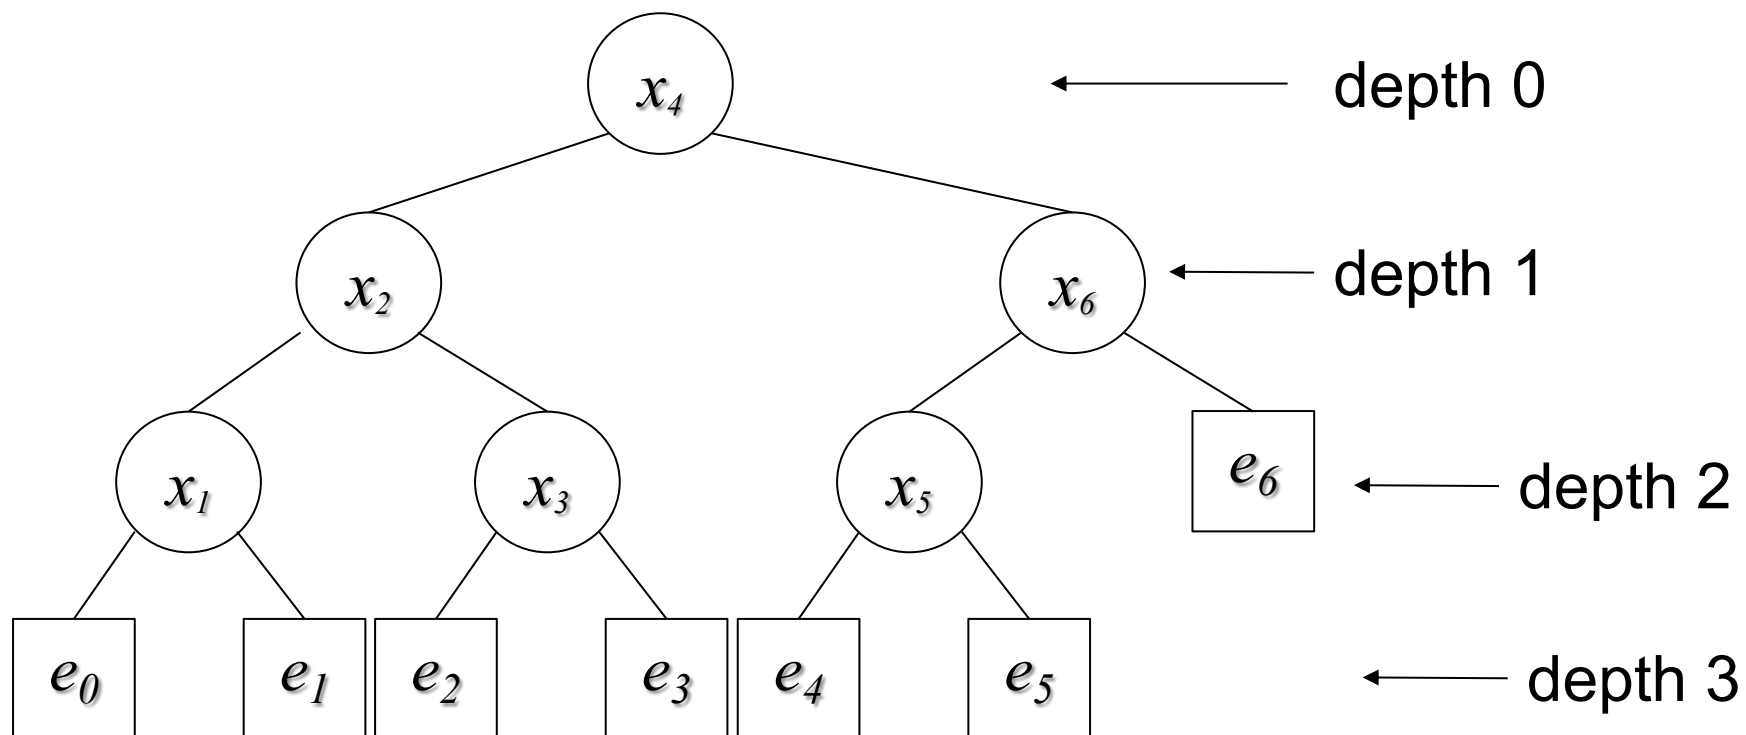 x₄ depth 0
x₂ x₆ depth 1
x₁ x₃ x₅ e₆ depth 2
e₀ e₁ e₂ e₃ e₄ e₅ depth 3